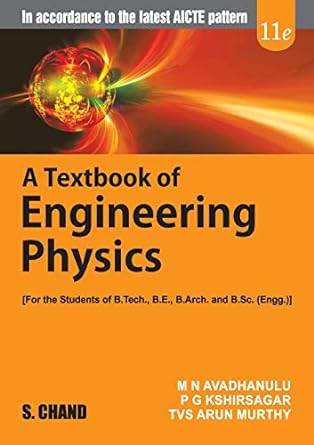 In accordance to the latest AICTE pattern
11e
A Textbook of
Engineering
Physics
[For the Students of B.Tech., B.E., B.Arch. and B.Sc. (Engg.)]
M N AVADHANULU
P G KSHIRSAGAR
TVS ARUN MURTHY
S. CHAND